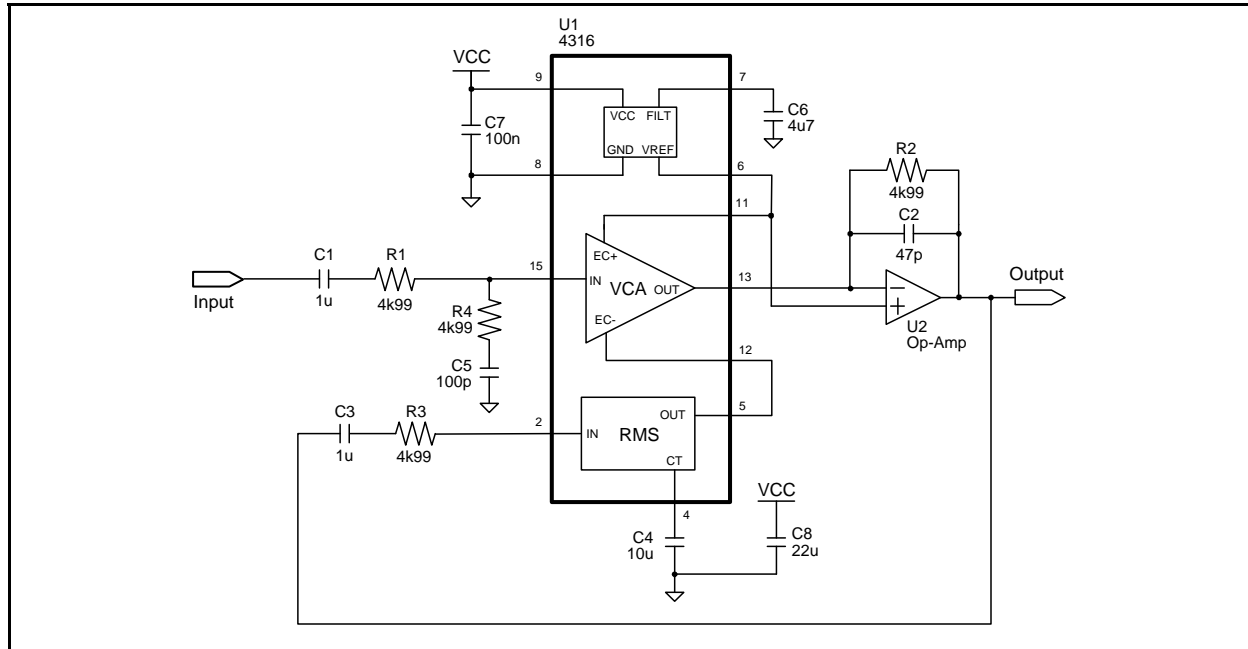 U1
4316
VCC
9
7
C7
100n
VCC
FILT
GND
VREF
C6
4u7
8
6
R2
4k99
11
C2
47p
C1
1u
R1
4k99
Input
15
EC+
IN
VCA
OUT
EC-
13
Output
U2
Op-Amp
R4
4k99
C5
100p
12
C3
1u
R3
4k99
2
IN
OUT
RMS
CT
5
4
VCC
C4
10u
C8
22u